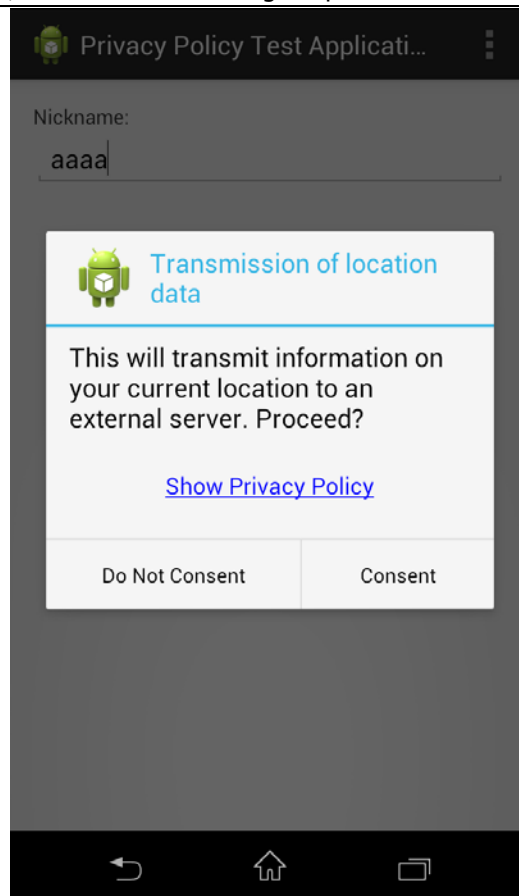 Privacy Policy Test Applicati...
Nickname:
aaaa
Transmission of location
data
This will transmit information on
your current location to an
external server. Proceed?
Show Privacy Policy
Do Not Consent
Consent